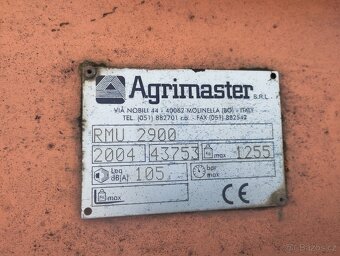 Agrimaster S.R.L.
VIA NOBILI 44 - 40062 MOLINELLA (BO) - ITALY
TEL. (051) 882701 r.a. - FAX (051) 882542
RMU 2900
2004 43753 max 1255
Leq dB(A) 105 bar max
max CE